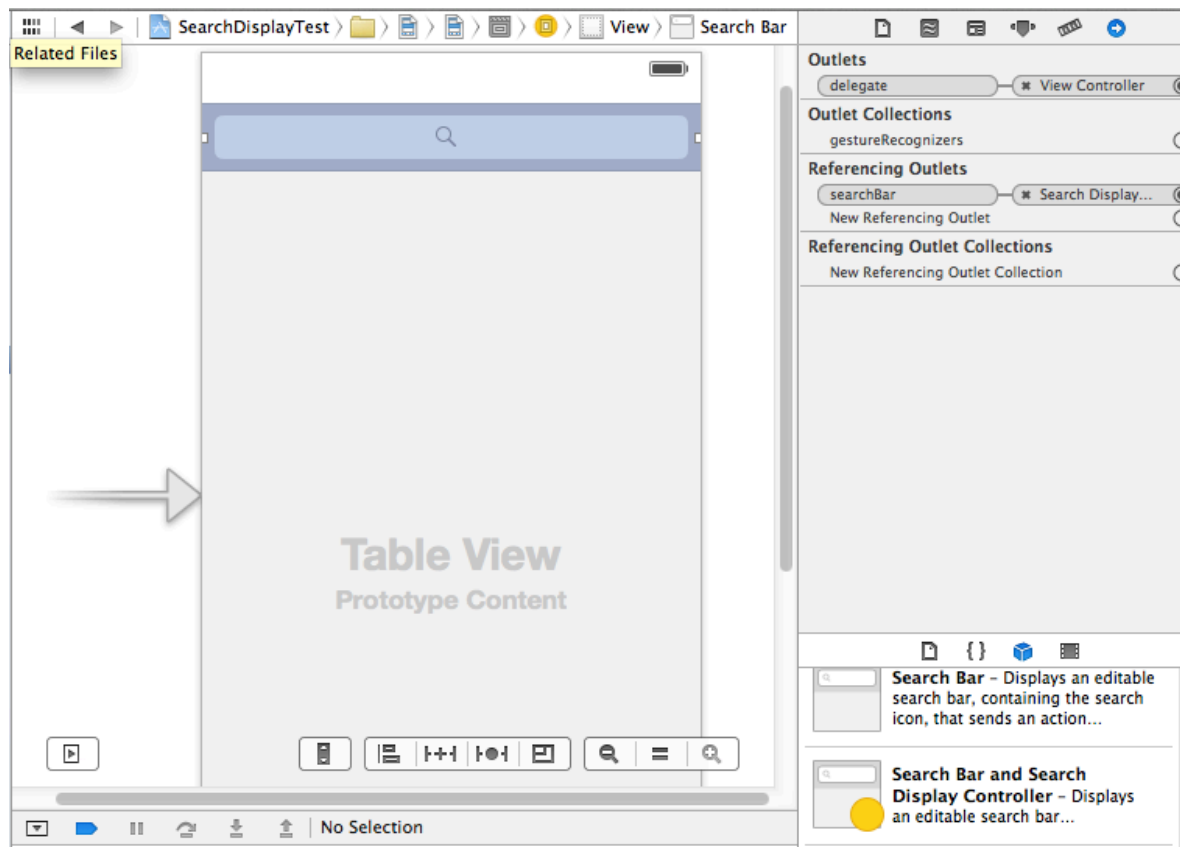 SearchDisplayTest View Search Bar
Related Files
Table View
Prototype Content
No Selection
Outlets
delegate View Controller
Outlet Collections
gestureRecognizers
Referencing Outlets
searchBar Search Display...
New Referencing Outlet
Referencing Outlet Collections
New Referencing Outlet Collection
{ }
Search Bar – Displays an editable
search bar, containing the search
icon, that sends an action...
Search Bar and Search
Display Controller – Displays
an editable search bar...